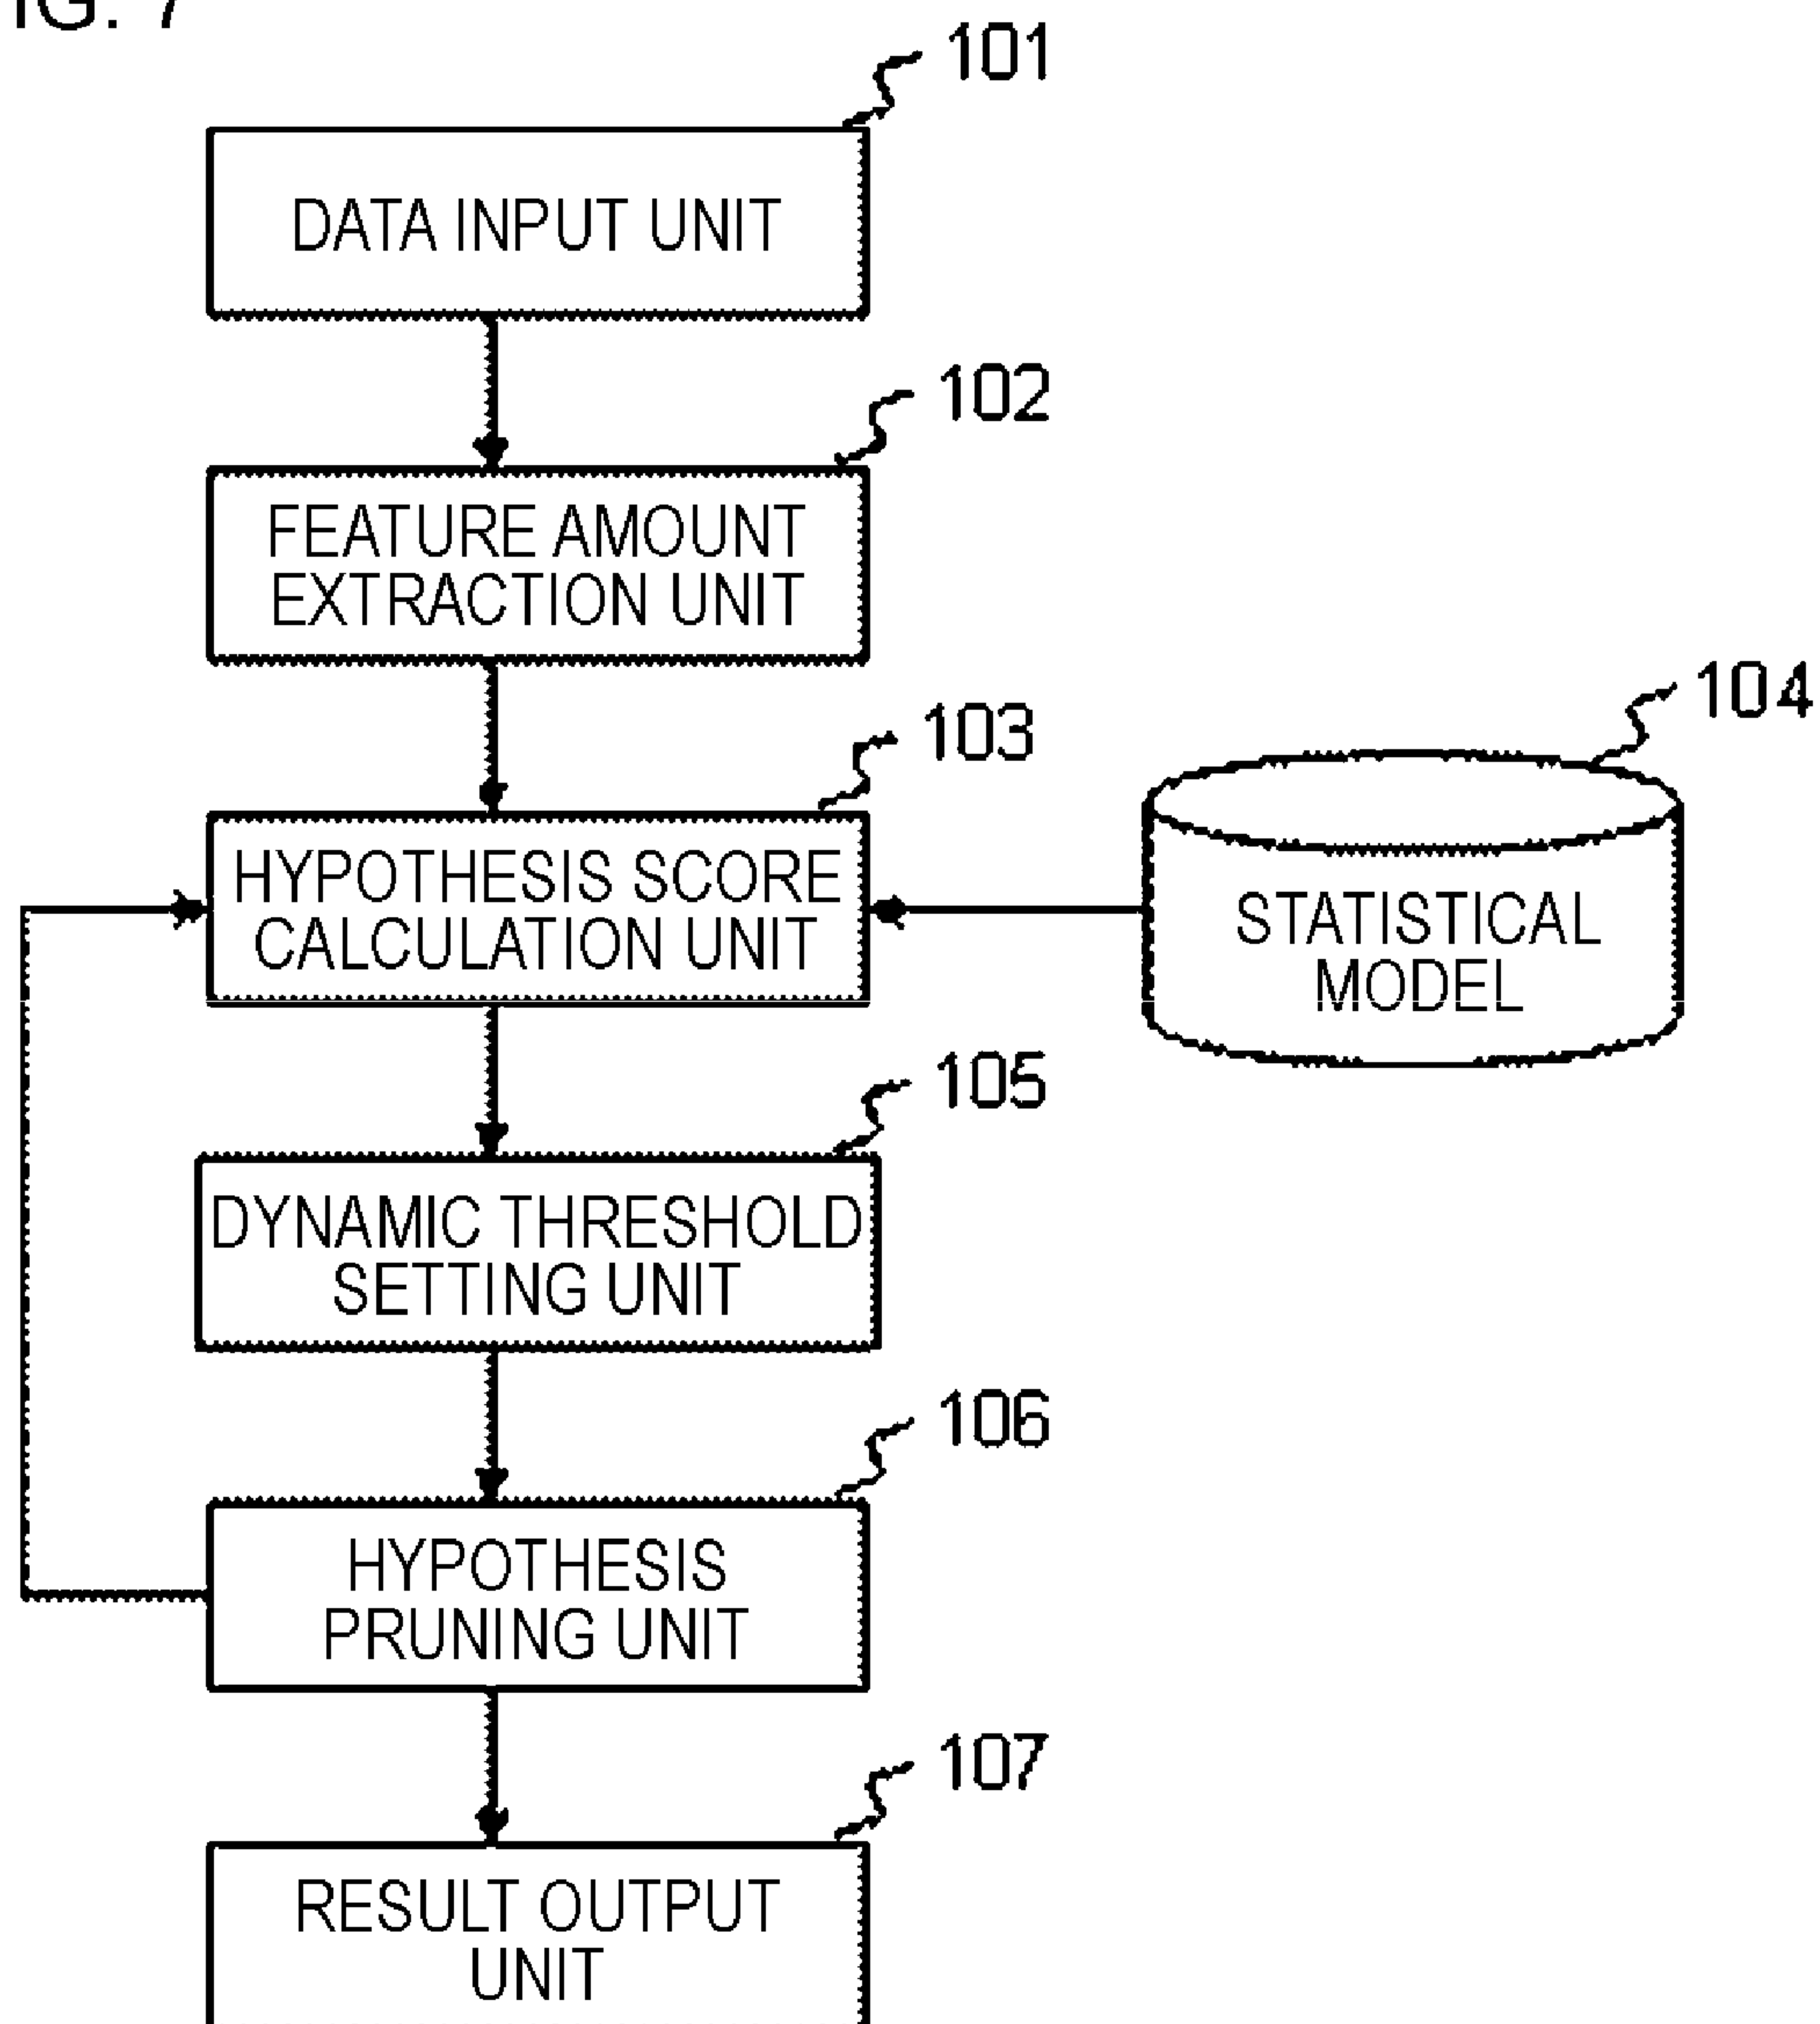 FIG. 7
101
DATA INPUT UNIT
102
FEATURE AMOUNT
EXTRACTION UNIT
103
HYPOTHESIS SCORE
CALCULATION UNIT
104
STATISTICAL
MODEL
105
DYNAMIC THRESHOLD
SETTING UNIT
106
HYPOTHESIS
PRUNING UNIT
107
RESULT OUTPUT
UNIT